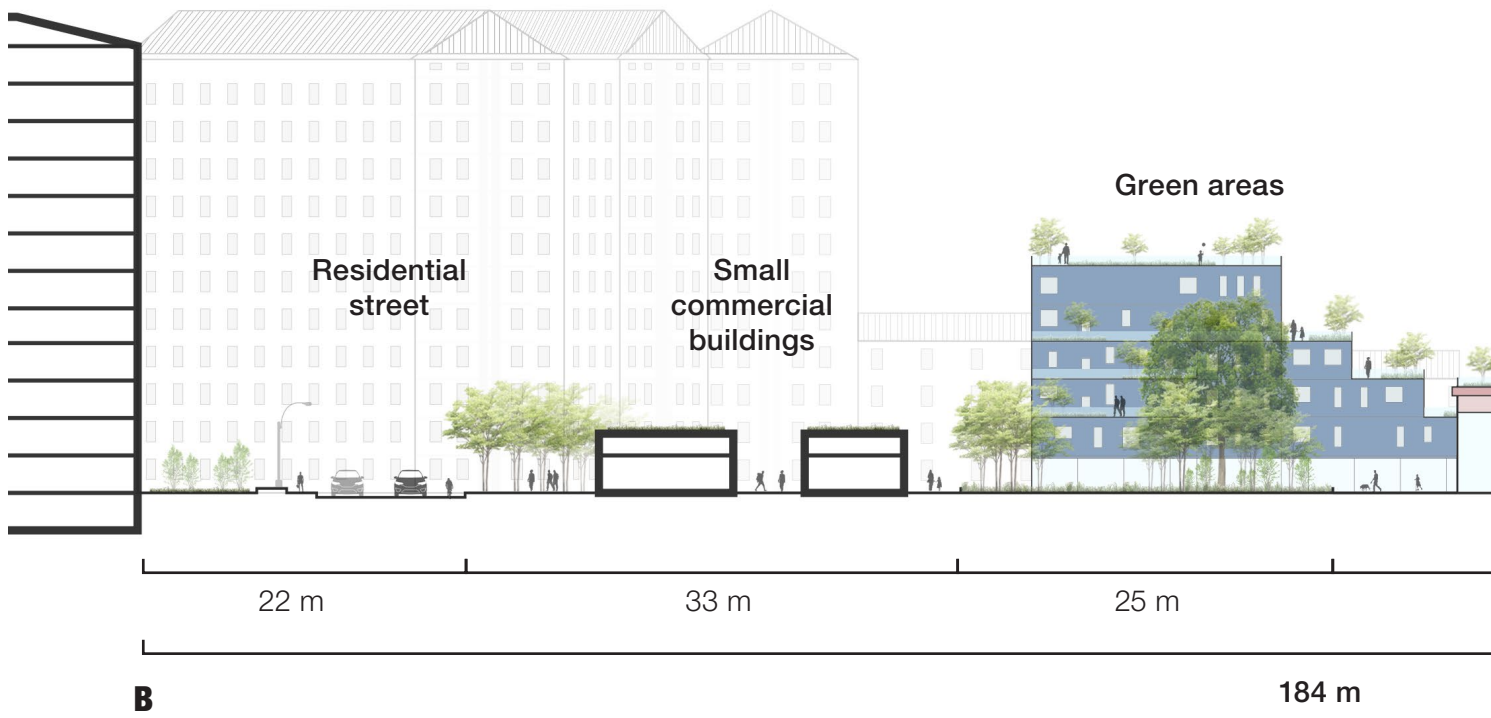 Green areas
Residential
street
Small
commercial
buildings
22 m
33 m
25 m
B
184 m